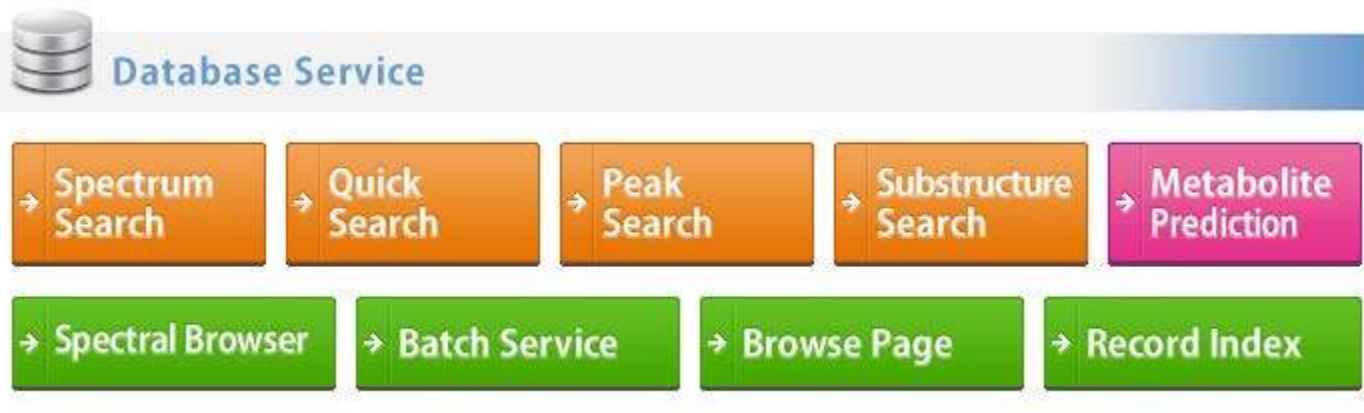 Database Service
Spectrum
Search
Quick
Search
Peak
Search
Substructure
Search
Metabolite
Prediction
Spectral Browser
Batch Service
Browse Page
Record Index